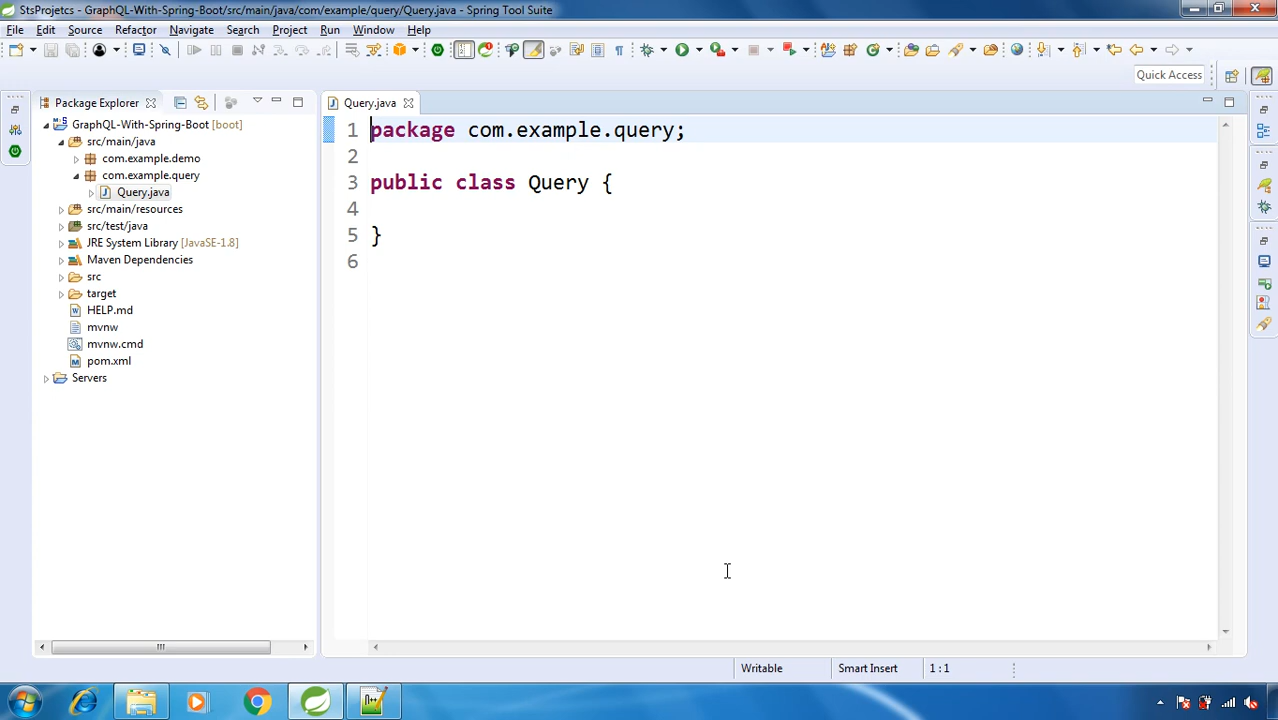 StsProjetcs - GraphQL-With-Spring-Boot/src/main/java/com/example/query/Query.java - Spring Tool Suite
File Edit Source Refactor Navigate Search Project Run Window Help
Quick Access
Package Explorer
Query.java
GraphQL-With-Spring-Boot [boot]
src/main/java
com.example.demo
com.example.query
Query.java
src/main/resources
src/test/java
JRE System Library [JavaSE-1.8]
Maven Dependencies
src
target
HELP.md
mvnw
mvnw.cmd
pom.xml
Servers
1 package com.example.query;
2
3 public class Query {
4
5 }
6
Writable Smart Insert 1 : 1